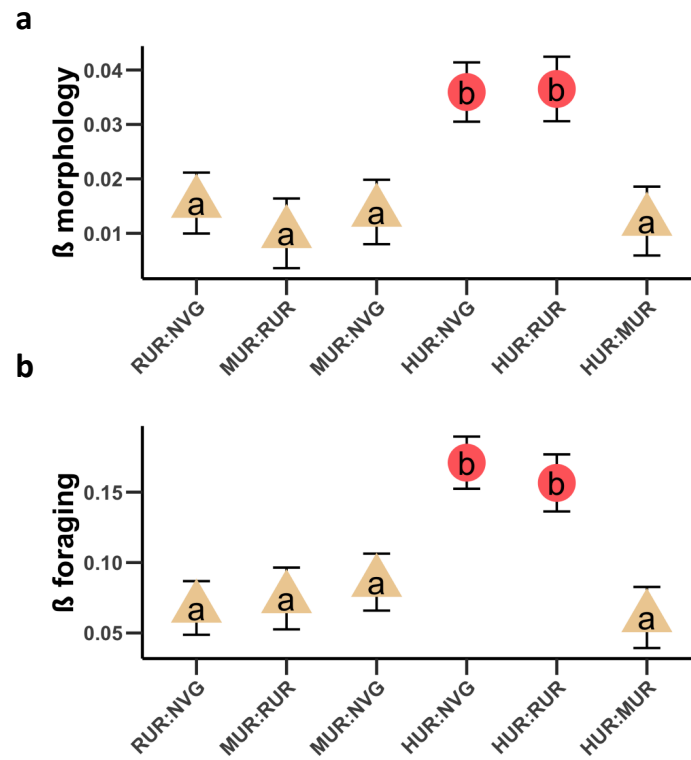 a
ß morphology
0.04
0.03
0.02
0.01
a
a
a
b
b
a
RUR:NVG
MUR:RUR
MUR:NVG
HUR:NVG
HUR:RUR
HUR:MUR
b
ß foraging
0.15
0.10
0.05
a
a
a
b
b
a
RUR:NVG
MUR:RUR
MUR:NVG
HUR:NVG
HUR:RUR
HUR:MUR